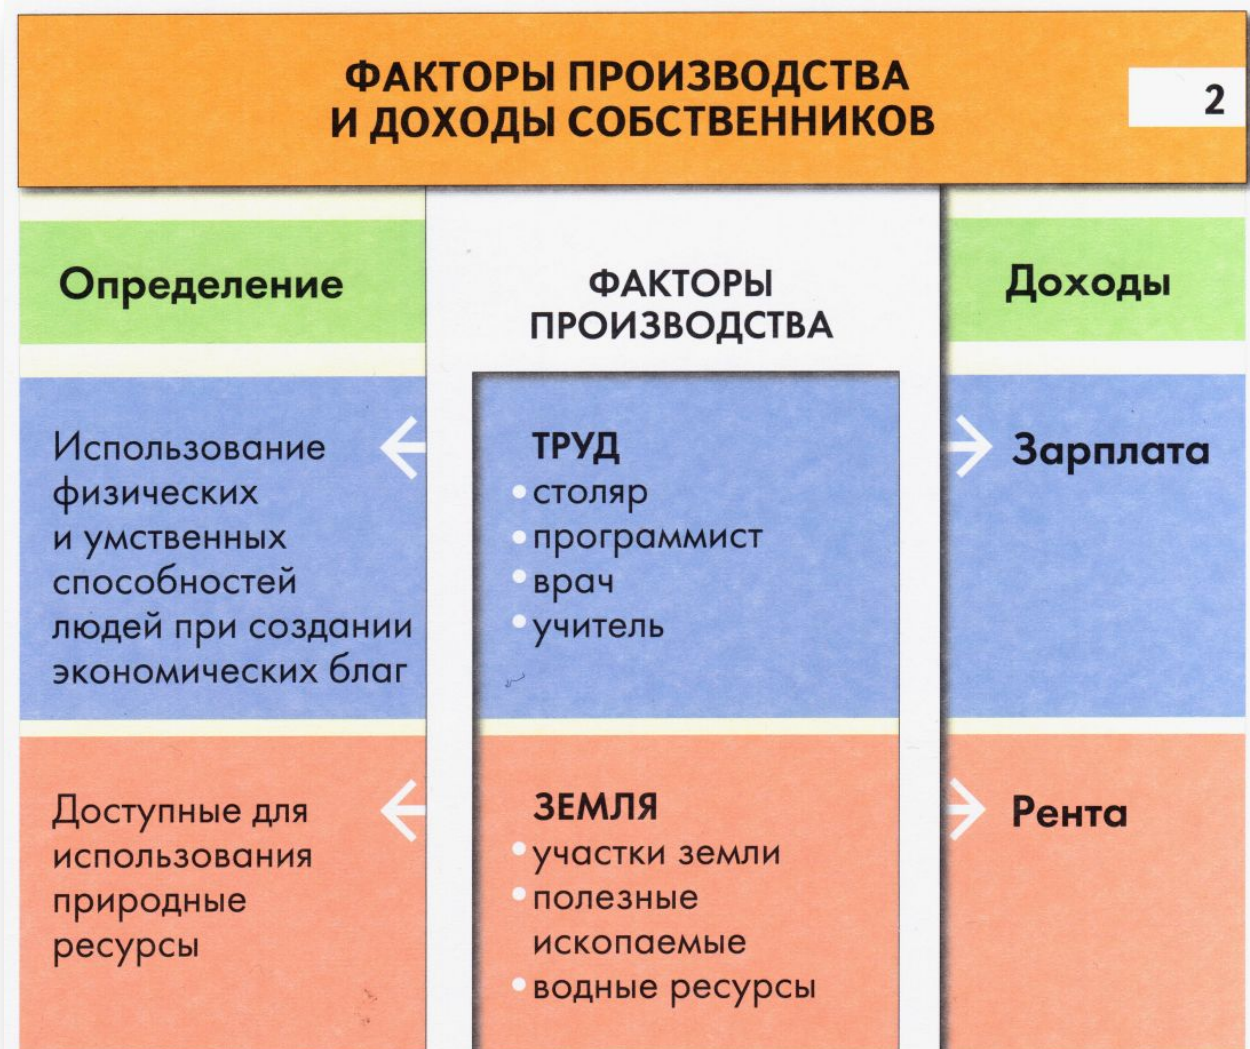 ФАКТОРЫ ПРОИЗВОДСТВА
И ДОХОДЫ СОБСТВЕННИКОВ
2
Определение
ФАКТОРЫ
ПРОИЗВОДСТВА
Доходы
Использование
физических
и умственных
способностей
людей при создании
экономических благ
ТРУД
• столяр
• программист
• врач
• учитель
Зарплата
Доступные для
использования
природные
ресурсы
ЗЕМЛЯ
• участки земли
• полезные
ископаемые
• водные ресурсы
Рента